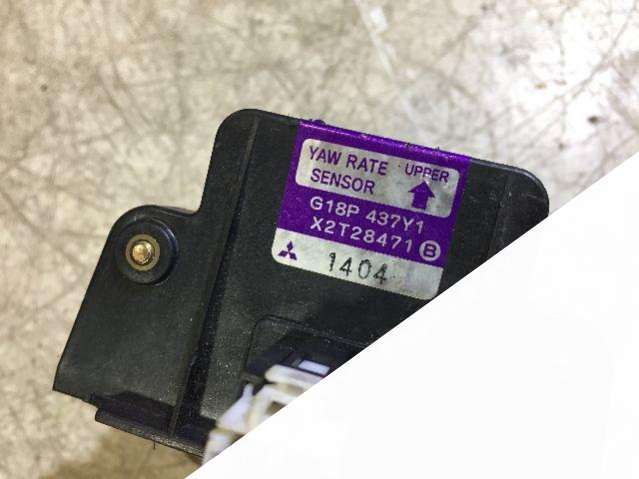 YAW RATE UPPER
SENSOR
G18P 437Y1
X2T28471 B
1404